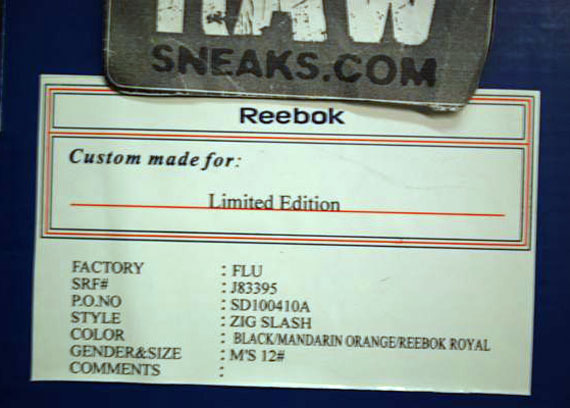 RAW
SNEAKS.COM
Reebok
Custom made for:
Limited Edition
FACTORY : FLU
SRF# : J83395
P.O.NO : SD100410A
STYLE : ZIG SLASH
COLOR : BLACK/MANDARIN ORANGE/REEBOK ROYAL
GENDER&SIZE : M'S 12#
COMMENTS :